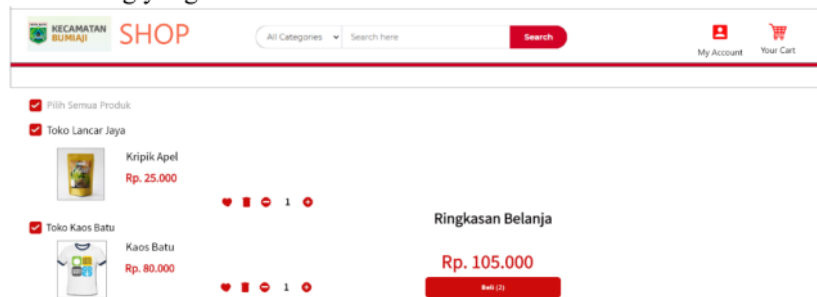 KECAMATAN
BUMIAJI
SHOP
All Categories
Search here
Search
My Account
Your Cart
Pilih Semua Produk
Toko Lancar Jaya
Kripik Apel
Rp. 25.000
1
Toko Kaos Batu
Kaos Batu
Rp. 80.000
1
Ringkasan Belanja
Rp. 105.000
Beli (2)